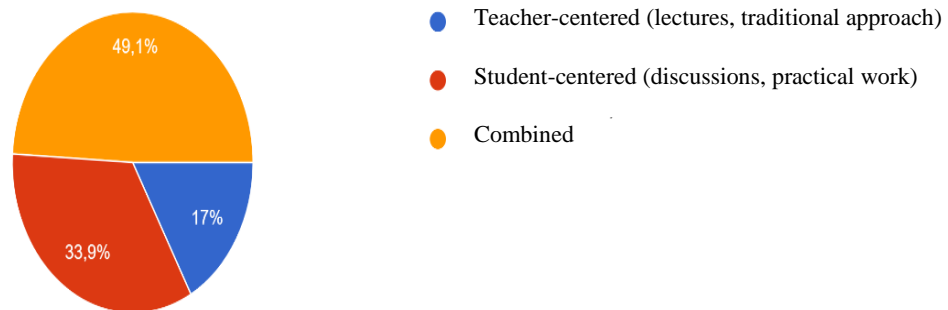 49,1%
33,9%
17%
Teacher-centered (lectures, traditional approach)
Student-centered (discussions, practical work)
Combined